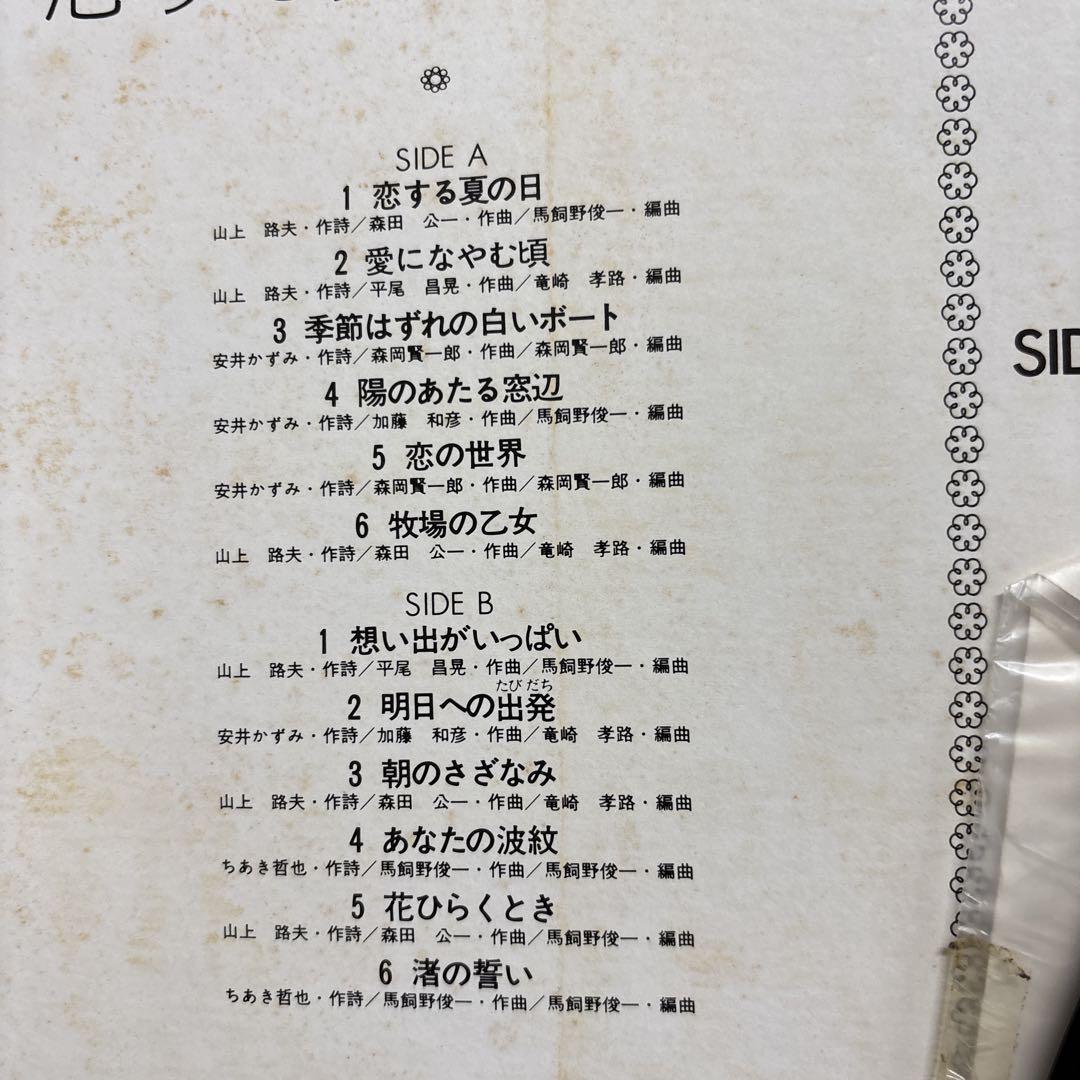 SIDE A
1 恋する夏の日
山上 路夫・作詩／森田 公一・作曲／馬飼野俊一・編曲
2 愛になやむ頃
山上 路夫・作詩／平尾 昌晃・作曲／竜崎 孝路・編曲
3 季節はずれの白いボート
安井かずみ・作詩／森岡賢一郎・作曲／森岡賢一郎・編曲
4 陽のあたる窓辺
安井かずみ・作詩／加藤 和彦・作曲／馬飼野俊一・編曲
5 恋の世界
安井かずみ・作詩／森岡賢一郎・作曲／森岡賢一郎・編曲
6 牧場の乙女
山上 路夫・作詩／森田 公一・作曲／竜崎 孝路・編曲
SIDE B
1 想い出がいっぱい
山上 路夫・作詩／平尾 昌晃・作曲／馬飼野俊一・編曲
たび だち
2 明日への出発
安井かずみ・作詩／加藤 和彦・作曲／竜崎 孝路・編曲
3 朝のさざなみ
山上 路夫・作詩／森田 公一・作曲／竜崎 孝路・編曲
4 あなたの波紋
ちあき哲也・作詩／馬飼野俊一・作曲／馬飼野俊一・編曲
5 花ひらくとき
山上 路夫・作詩／森田 公一・作曲／馬飼野俊一・編曲
6 渚の誓い
ちあき哲也・作詩／馬飼野俊一・作曲／馬飼野俊一・編曲
SID